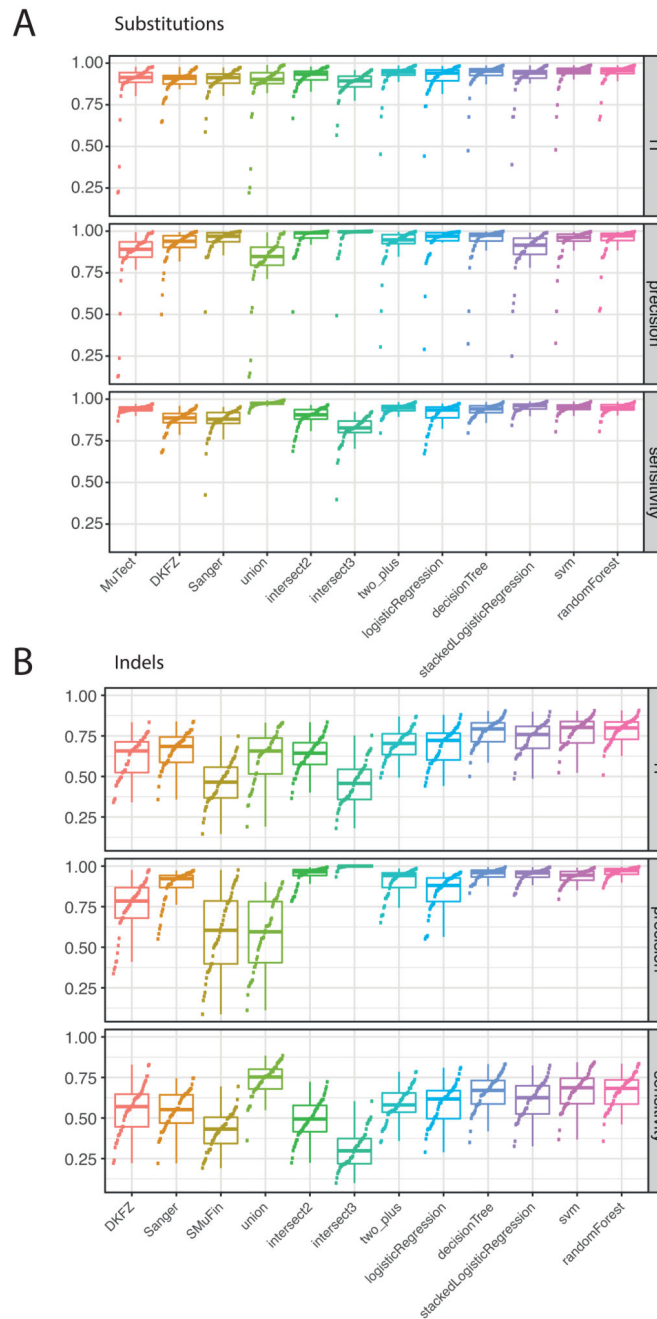 A
Substitutions
1.00
0.75
0.50
0.25
1.00
0.75
0.50
0.25
precision
1.00
0.75
0.50
0.25
sensitivity
MuTect
DKFZ
Sanger
union
intersect2
intersect3
two_plus
logisticRegression
decisionTree
stackedLogisticRegression
svm
randomForest
B
Indels
1.00
0.75
0.50
0.25
1.00
0.75
0.50
0.25
1.00
0.75
0.50
0.25
DKFZ
Sanger
SMuFin
union
intersect2
intersect3
two_plus
logisticRegression
decisionTree
stackedLogisticRegression
svm
randomForest